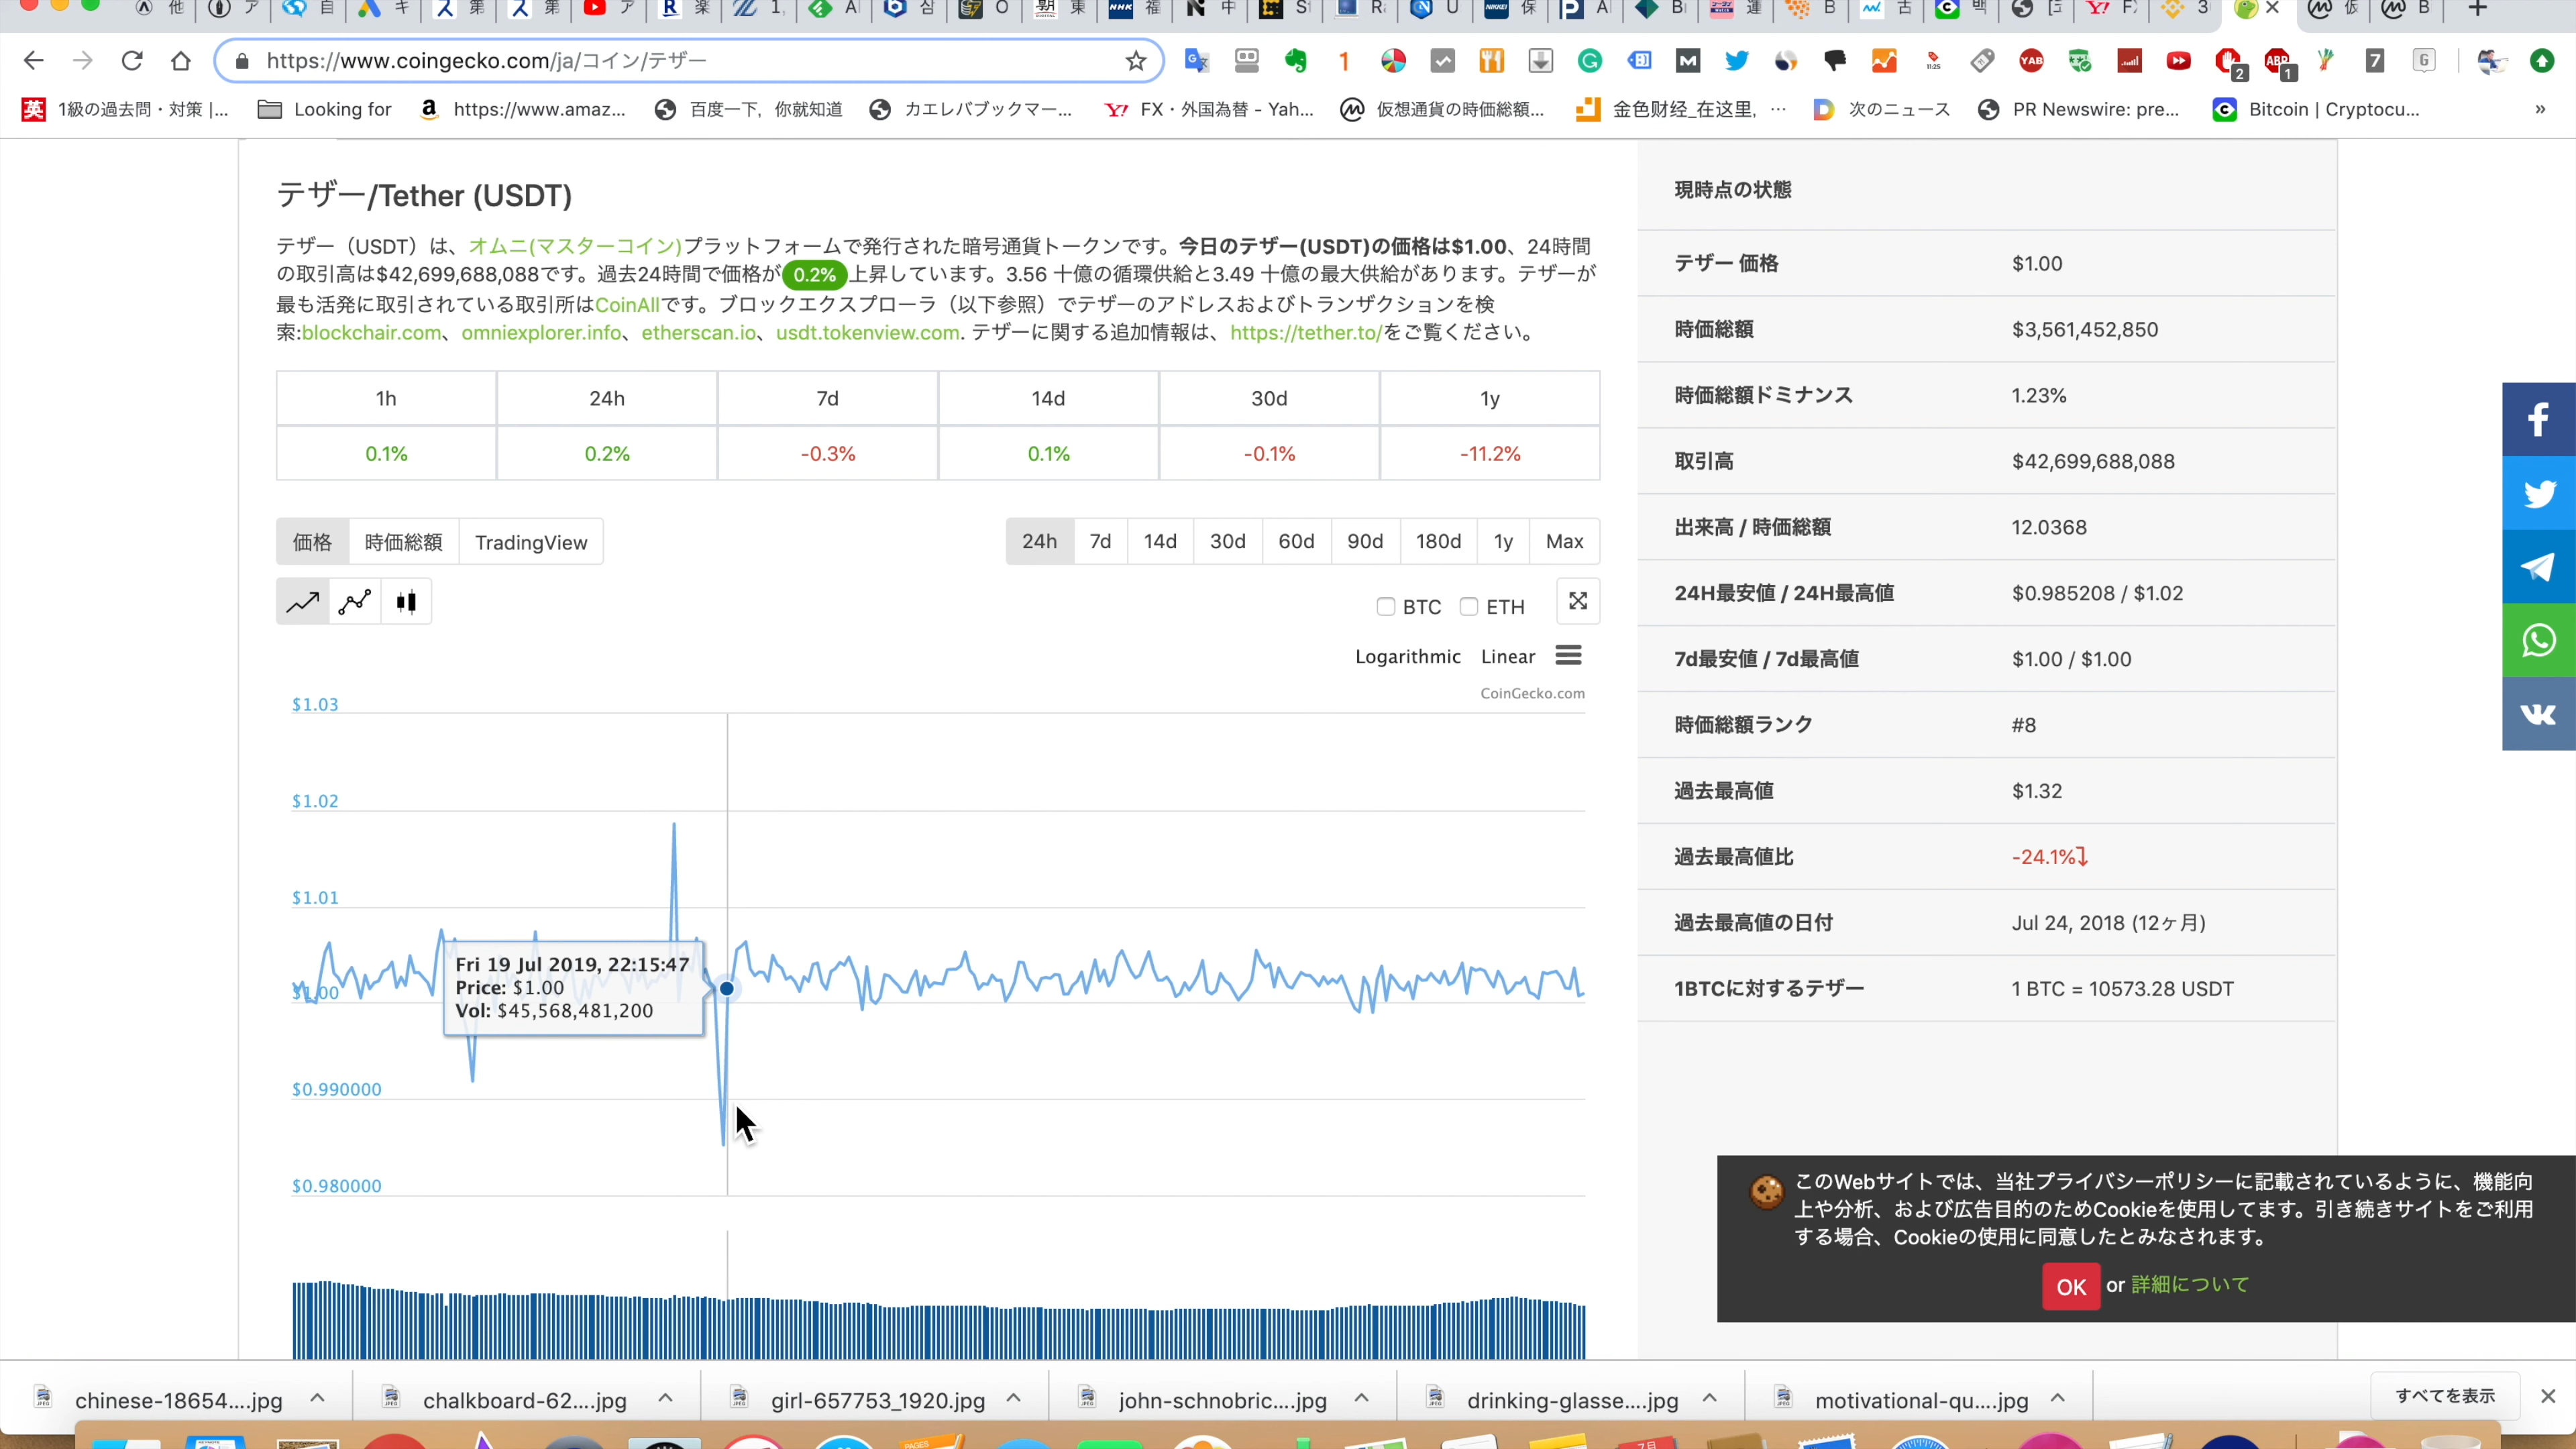 https://www.coingecko.com/ja/コイン/テザー
1級の過去問・対策 |...
Looking for
https://www.amaz...
百度一下，你就知道
カエレバブックマー...
FX・外国為替 - Yah...
仮想通貨の時価総額...
金色财经_在这里, ...
次のニュース
PR Newswire: pre...
Bitcoin | Cryptocu...
»
テザー/Tether (USDT)
テザー（USDT）は、オムニ(マスターコイン)プラットフォームで発行された暗号通貨トークンです。今日のテザー(USDT)の価格は$1.00、24時間
の取引高は$42,699,688,088です。過去24時間で価格が 0.2% 上昇しています。3.56 十億の循環供給と3.49 十億の最大供給があります。テザーが
最も活発に取引されている取引所はCoinAllです。ブロックエクスプローラ（以下参照）でテザーのアドレスおよびトランザクションを検
索:blockchair.com、omniexplorer.info、etherscan.io、usdt.tokenview.com. テザーに関する追加情報は、https://tether.to/をご覧ください。
1h 24h 7d 14d 30d 1y
0.1% 0.2% -0.3% 0.1% -0.1% -11.2%
価格 時価総額 TradingView
24h 7d 14d 30d 60d 90d 180d 1y Max
BTC ETH
Logarithmic Linear
CoinGecko.com
$1.03
$1.02
$1.01
$1.00
$0.990000
$0.980000
Fri 19 Jul 2019, 22:15:47
Price: $1.00
Vol: $45,568,481,200
現時点の状態
テザー 価格 $1.00
時価総額 $3,561,452,850
時価総額ドミナンス 1.23%
取引高 $42,699,688,088
出来高 / 時価総額 12.0368
24H最安値 / 24H最高値 $0.985208 / $1.02
7d最安値 / 7d最高値 $1.00 / $1.00
時価総額ランク #8
過去最高値 $1.32
過去最高値比 -24.1%
過去最高値の日付 Jul 24, 2018 (12ヶ月)
1BTCに対するテザー 1 BTC = 10573.28 USDT
このWebサイトでは、当社プライバシーポリシーに記載されているように、機能向
上や分析、および広告目的のためCookieを使用してます。引き続きサイトをご利用
する場合、Cookieの使用に同意したとみなされます。
OK or 詳細について
chinese-18654....jpg
chalkboard-62....jpg
girl-657753_1920.jpg
john-schnobric....jpg
drinking-glasse....jpg
motivational-qu....jpg
すべてを表示